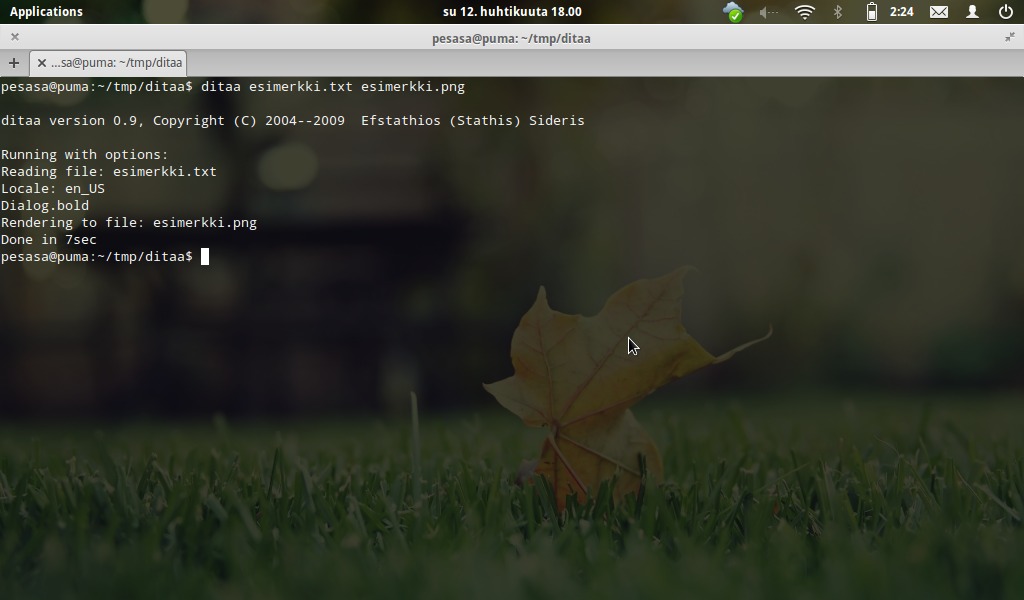 Applications su 12. huhtikuuta 18.00 2:24
pesasa@puma: ~/tmp/ditaa
...sa@puma: ~/tmp/ditaa
pesasa@puma:~/tmp/ditaa$ ditaa esimerkki.txt esimerkki.png
ditaa version 0.9, Copyright (C) 2004--2009  Efstathios (Stathis) Sideris
Running with options:
Reading file: esimerkki.txt
Locale: en_US
Dialog.bold
Rendering to file: esimerkki.png
Done in 7sec
pesasa@puma:~/tmp/ditaa$